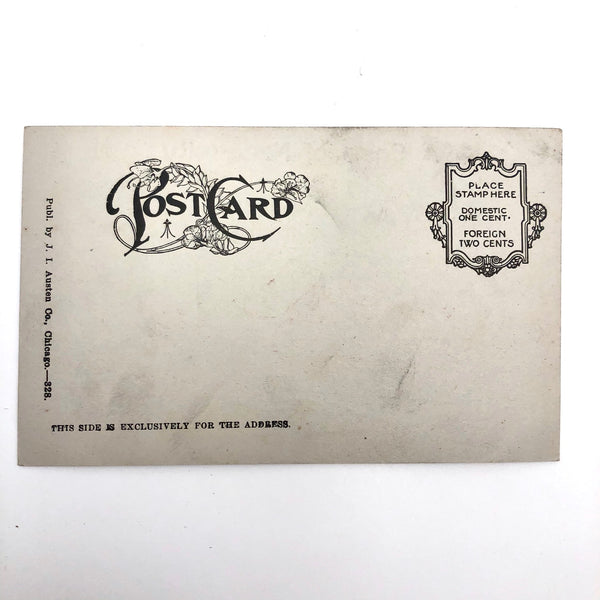 POST CARD
PLACE
STAMP HERE
DOMESTIC
ONE CENT.
FOREIGN
TWO CENTS
Publ. by J. I. Austen Co., Chicago.—328.
THIS SIDE IS EXCLUSIVELY FOR THE ADDRESS.